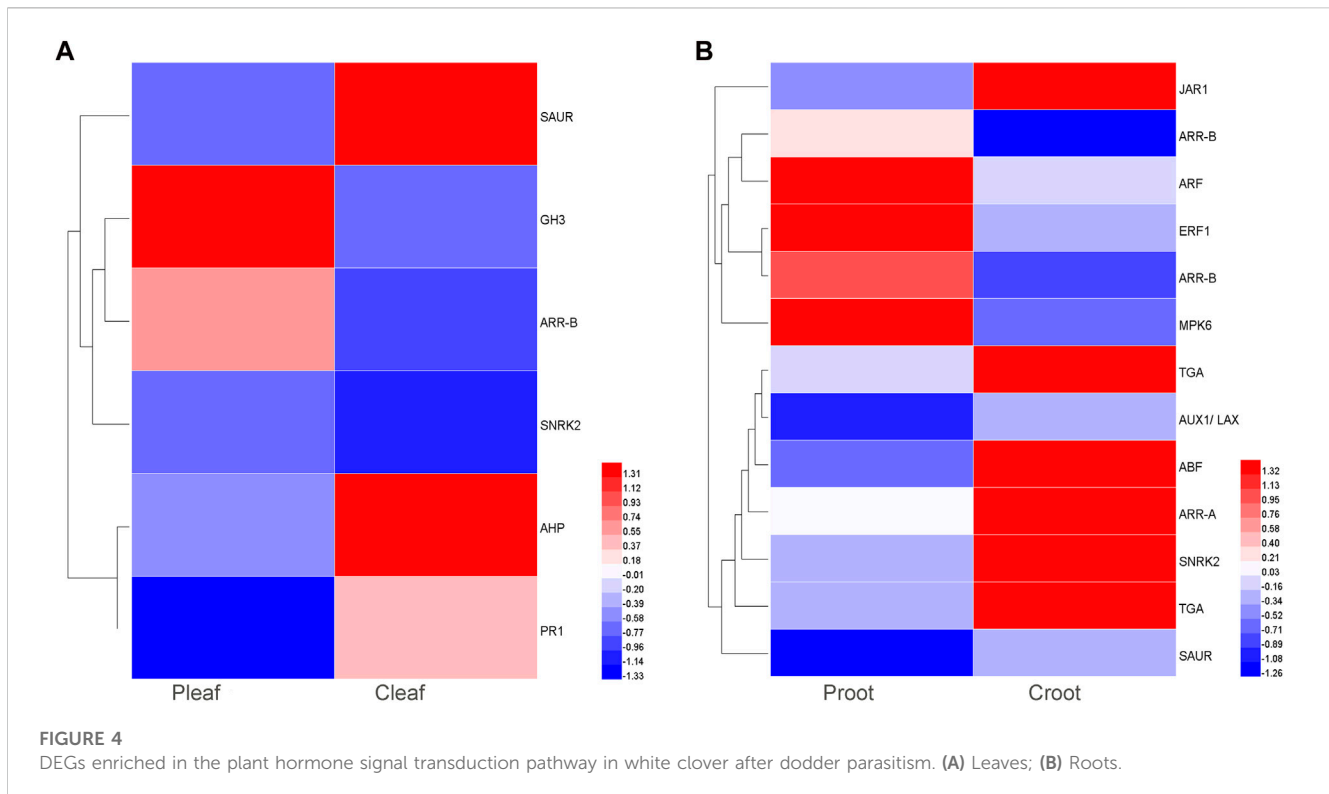 A
SAUR
GH3
ARR-B
SNRK2
AHP
PR1
1.31
1.12
0.93
0.74
0.55
0.37
0.18
-0.01
-0.20
-0.39
-0.58
-0.77
-0.96
-1.14
-1.33
Pleaf Cleaf
B
JAR1
ARR-B
ARF
ERF1
ARR-B
MPK6
TGA
AUX1/ LAX
ABF
ARR-A
SNRK2
TGA
SAUR
1.32
1.13
0.95
0.76
0.58
0.40
0.21
0.03
-0.16
-0.34
-0.52
-0.71
-0.89
-1.08
-1.26
Proot Croot
FIGURE 4
DEGs enriched in the plant hormone signal transduction pathway in white clover after dodder parasitism. (A) Leaves; (B) Roots.